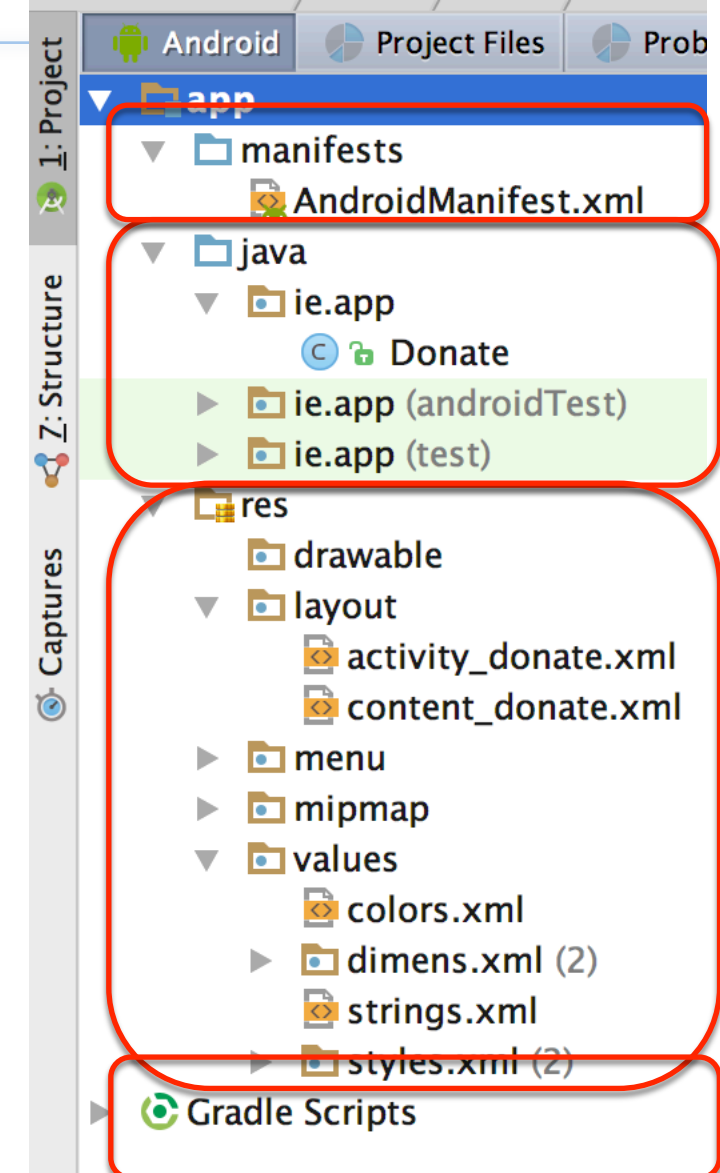 Android
Project Files
Prob
1: Project
7: Structure
Captures
app
manifests
AndroidManifest.xml
java
ie.app
Donate
ie.app (androidTest)
ie.app (test)
res
drawable
layout
activity_donate.xml
content_donate.xml
menu
mipmap
values
colors.xml
dimens.xml (2)
strings.xml
styles.xml (2)
Gradle Scripts